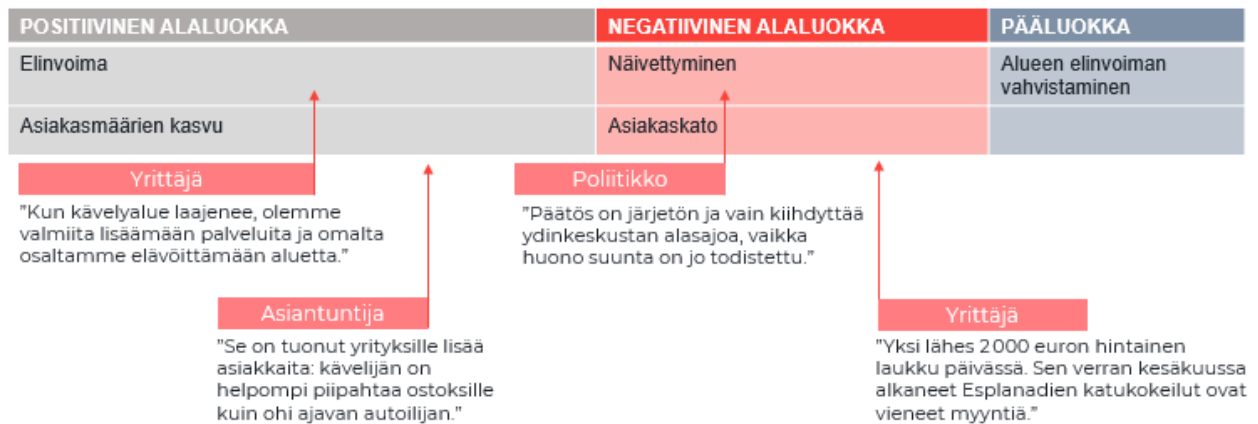 POSITIIVINEN ALALUOKKA
NEGATIIVINEN ALALUOKKA
PÄÄLUOKKA
Elinvoima
Näivettyminen
Alueen elinvoiman
vahvistaminen
Asiakasmäärien kasvu
Asiakaskato
Yrittäjä
"Kun kävelyalue laajenee, olemme
valmiita lisäämään palveluita ja omalta
osaltamme elävöittämään aluetta."
Poliitikko
"Päätös on järjetön ja vain kiihdyttää
ydinkeskustan alasajoa, vaikka
huono suunta on jo todistettu."
Asiantuntija
"Se on tuonut yrityksille lisää
asiakkaita: kävelijän on
helpompi piipahtaa ostoksille
kuin ohi ajavan autoilijan."
Yrittäjä
"Yksi lähes 2000 euron hintainen
laukku päivässä. Sen verran kesäkuussa
alkaneet Esplanadien katukokeilut ovat
vieneet myyntiä."